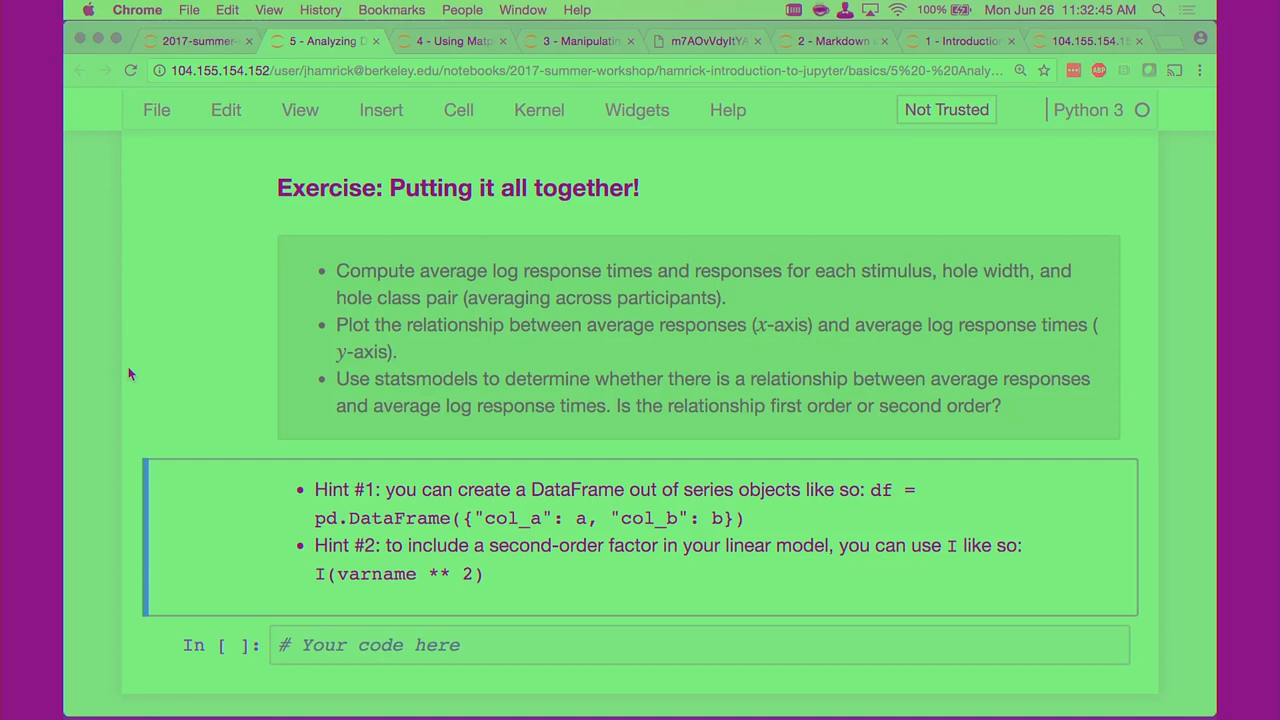 Chrome File Edit View History Bookmarks People Window Help 100% Mon Jun 26 11:32:45 AM
2017-summer- 5 - Analyzing D 4 - Using Matp 3 - Manipulatin m7AOvVdyItYA 2 - Markdown 1 - Introduction 104.155.154.15
104.155.154.152/user/jhamrick@berkeley.edu/notebooks/2017-summer-workshop/hamrick-introduction-to-jupyter/basics/5%20-%20Analy... ABP
File Edit View Insert Cell Kernel Widgets Help Not Trusted Python 3
Exercise: Putting it all together!
• Compute average log response times and responses for each stimulus, hole width, and
hole class pair (averaging across participants).
• Plot the relationship between average responses (x-axis) and average log response times (
y-axis).
• Use statsmodels to determine whether there is a relationship between average responses
and average log response times. Is the relationship first order or second order?
• Hint #1: you can create a DataFrame out of series objects like so: df =
pd.DataFrame({"col_a": a, "col_b": b})
• Hint #2: to include a second-order factor in your linear model, you can use I like so:
I(varname ** 2)
In [ ]: # Your code here